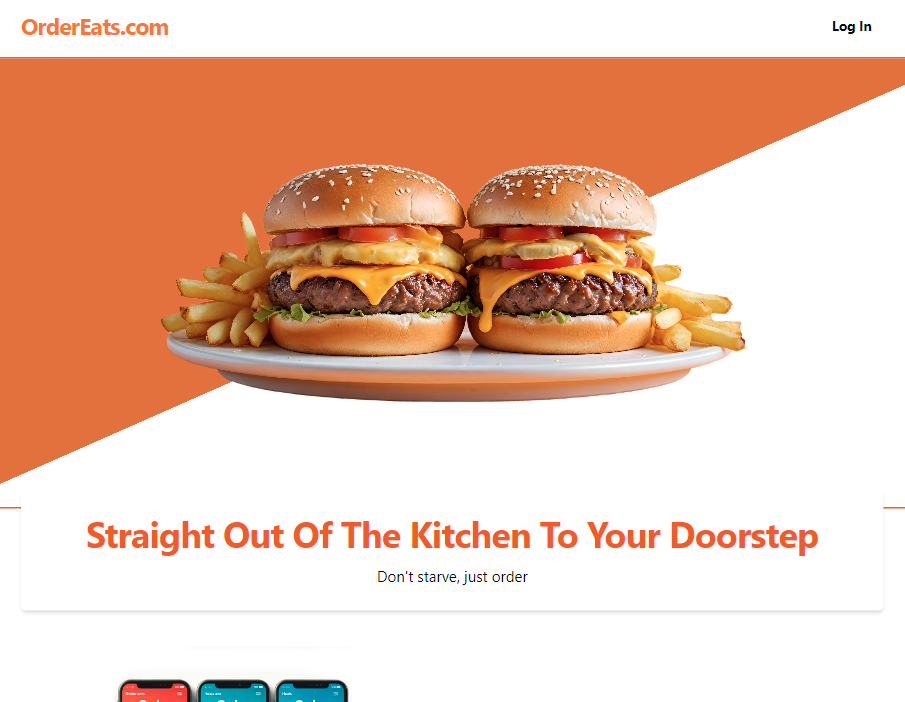 OrderEats.com
Log In
Straight Out Of The Kitchen To Your Doorstep
Don't starve, just order